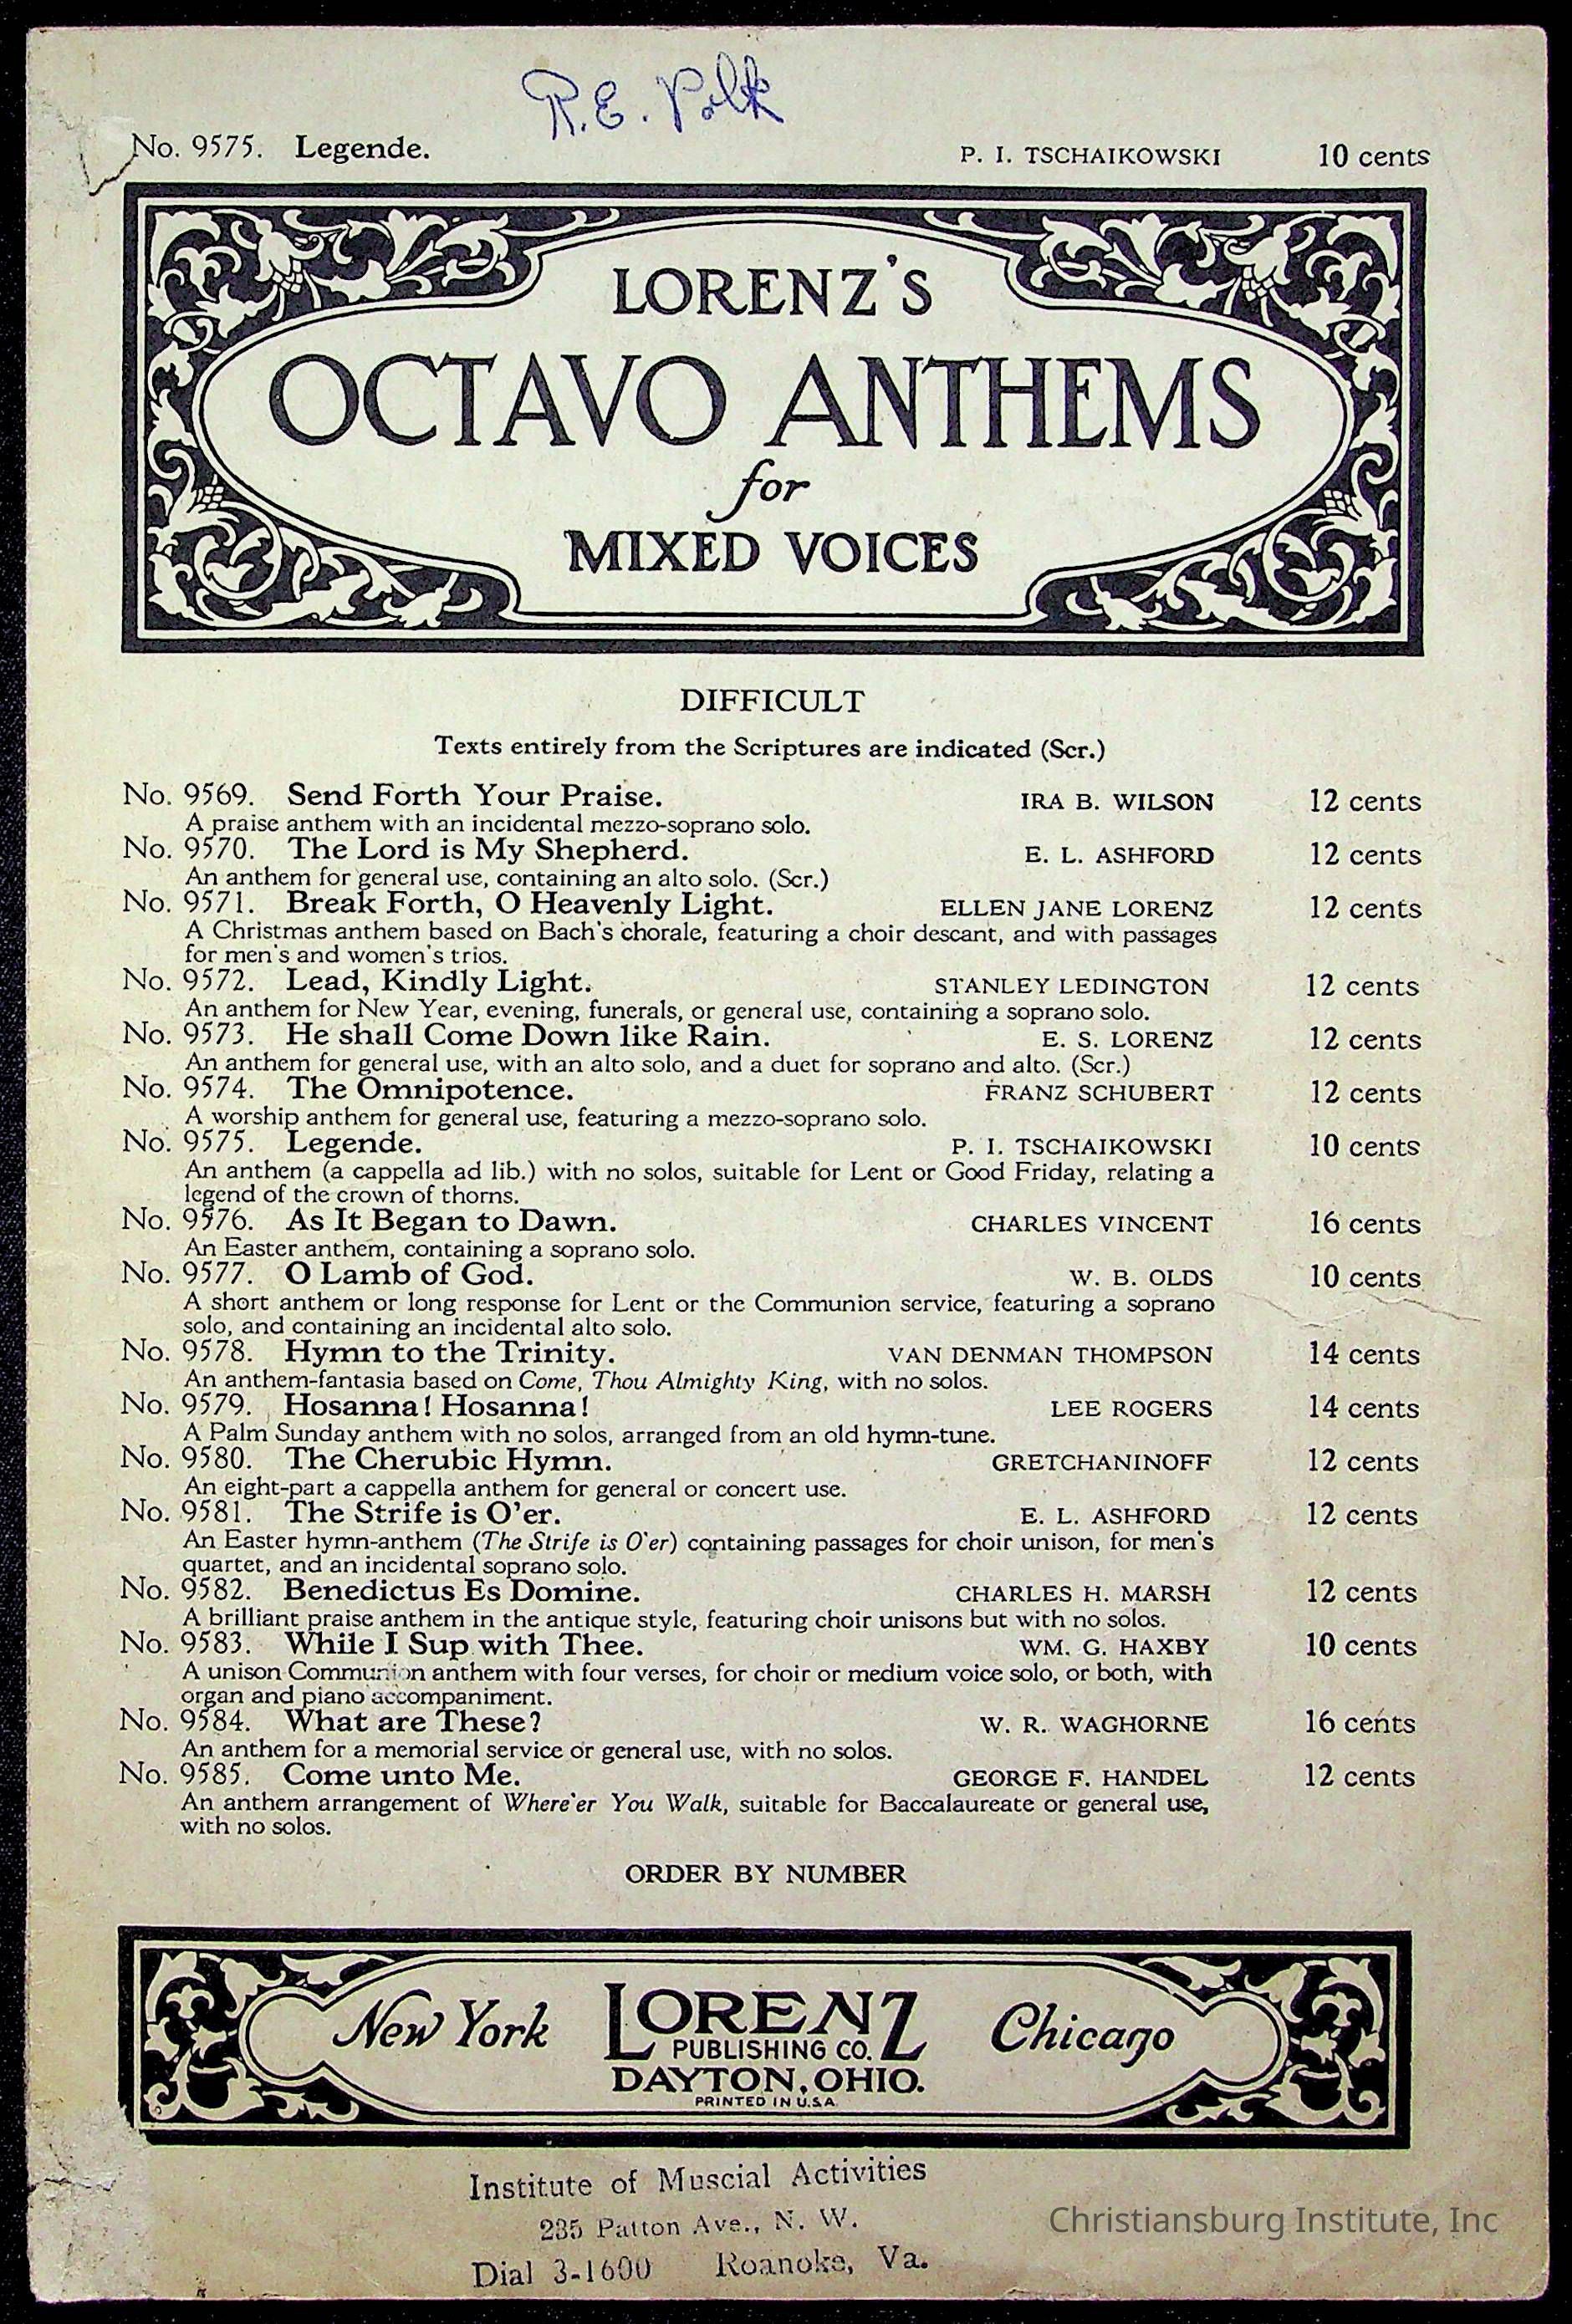 R. E. Polk
No. 9575. Legende. P. I. TSCHAIKOWSKI 10 cents
LORENZ'S
OCTAVO ANTHEMS
for
MIXED VOICES
DIFFICULT
Texts entirely from the Scriptures are indicated (Scr.)
No. 9569. Send Forth Your Praise. IRA B. WILSON 12 cents
A praise anthem with an incidental mezzo-soprano solo.
No. 9570. The Lord is My Shepherd. E. L. ASHFORD 12 cents
An anthem for general use, containing an alto solo. (Scr.)
No. 9571. Break Forth, O Heavenly Light. ELLEN JANE LORENZ 12 cents
A Christmas anthem based on Bach's chorale, featuring a choir descant, and with passages
for men's and women's trios.
No. 9572. Lead, Kindly Light. STANLEY LEDINGTON 12 cents
An anthem for New Year, evening, funerals, or general use, containing a soprano solo.
No. 9573. He shall Come Down like Rain. E. S. LORENZ 12 cents
An anthem for general use, with an alto solo, and a duet for soprano and alto. (Scr.)
No. 9574. The Omnipotence. FRANZ SCHUBERT 12 cents
A worship anthem for general use, featuring a mezzo-soprano solo.
No. 9575. Legende. P. I. TSCHAIKOWSKI 10 cents
An anthem (a cappella ad lib.) with no solos, suitable for Lent or Good Friday, relating a
legend of the crown of thorns.
No. 9576. As It Began to Dawn. CHARLES VINCENT 16 cents
An Easter anthem, containing a soprano solo.
No. 9577. O Lamb of God. W. B. OLDS 10 cents
A short anthem or long response for Lent or the Communion service, featuring a soprano
solo, and containing an incidental alto solo.
No. 9578. Hymn to the Trinity. VAN DENMAN THOMPSON 14 cents
An anthem-fantasia based on Come, Thou Almighty King, with no solos.
No. 9579. Hosanna! Hosanna! LEE ROGERS 14 cents
A Palm Sunday anthem with no solos, arranged from an old hymn-tune.
No. 9580. The Cherubic Hymn. GRETCHANINOFF 12 cents
An eight-part a cappella anthem for general or concert use.
No. 9581. The Strife is O'er. E. L. ASHFORD 12 cents
An Easter hymn-anthem (The Strife is O'er) containing passages for choir unison, for men's
quartet, and an incidental soprano solo.
No. 9582. Benedictus Es Domine. CHARLES H. MARSH 12 cents
A brilliant praise anthem in the antique style, featuring choir unisons but with no solos.
No. 9583. While I Sup with Thee. WM. G. HAXBY 10 cents
A unison Communion anthem with four verses, for choir or medium voice solo, or both, with
organ and piano accompaniment.
No. 9584. What are These? W. R. WAGHORNE 16 cents
An anthem for a memorial service or general use, with no solos.
No. 9585. Come unto Me. GEORGE F. HANDEL 12 cents
An anthem arrangement of Where'er You Walk, suitable for Baccalaureate or general use,
with no solos.
ORDER BY NUMBER
New York LORENZ Chicago
PUBLISHING CO.
DAYTON, OHIO.
PRINTED IN U.S.A.
Institute of Muscial Activities
235 Patton Ave., N. W.
Dial 3-1600 Roanoke, Va.
Christiansburg Institute, Inc